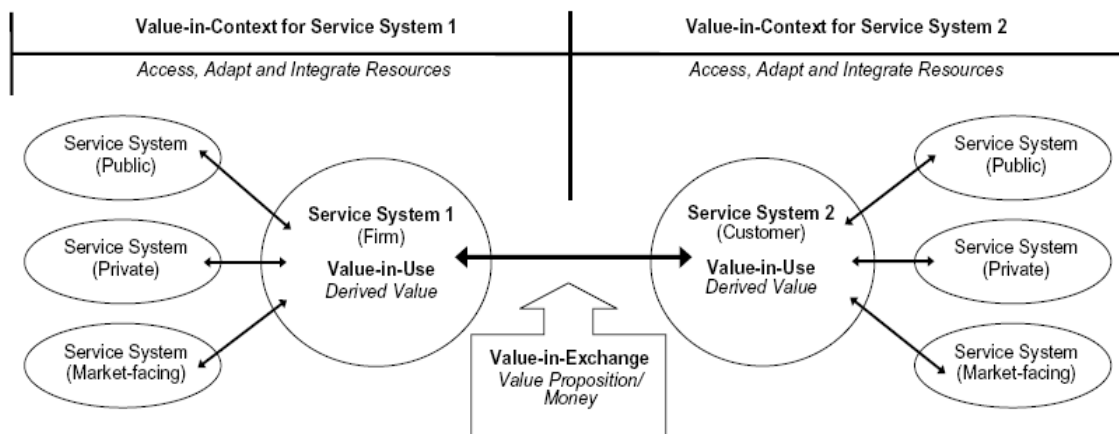 Value-in-Context for Service System 1
Value-in-Context for Service System 2
Access, Adapt and Integrate Resources
Access, Adapt and Integrate Resources
Service System
(Public)
Service System
(Private)
Service System
(Market-facing)
Service System 1
(Firm)
Value-in-Use
Derived Value
Value-in-Exchange
Value Proposition/
Money
Service System 2
(Customer)
Value-in-Use
Derived Value
Service System
(Public)
Service System
(Private)
Service System
(Market-facing)